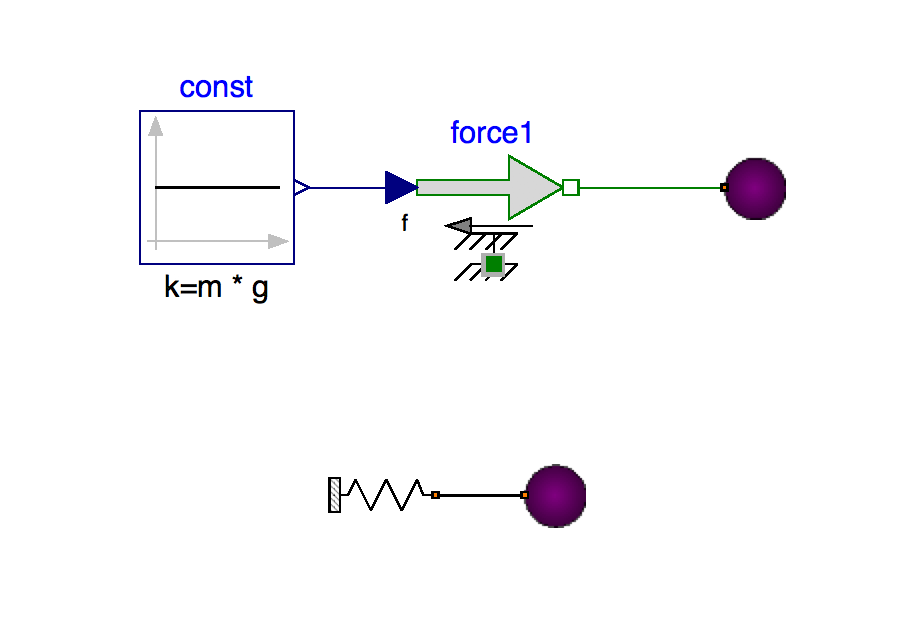 const
force1
f
k=m * g